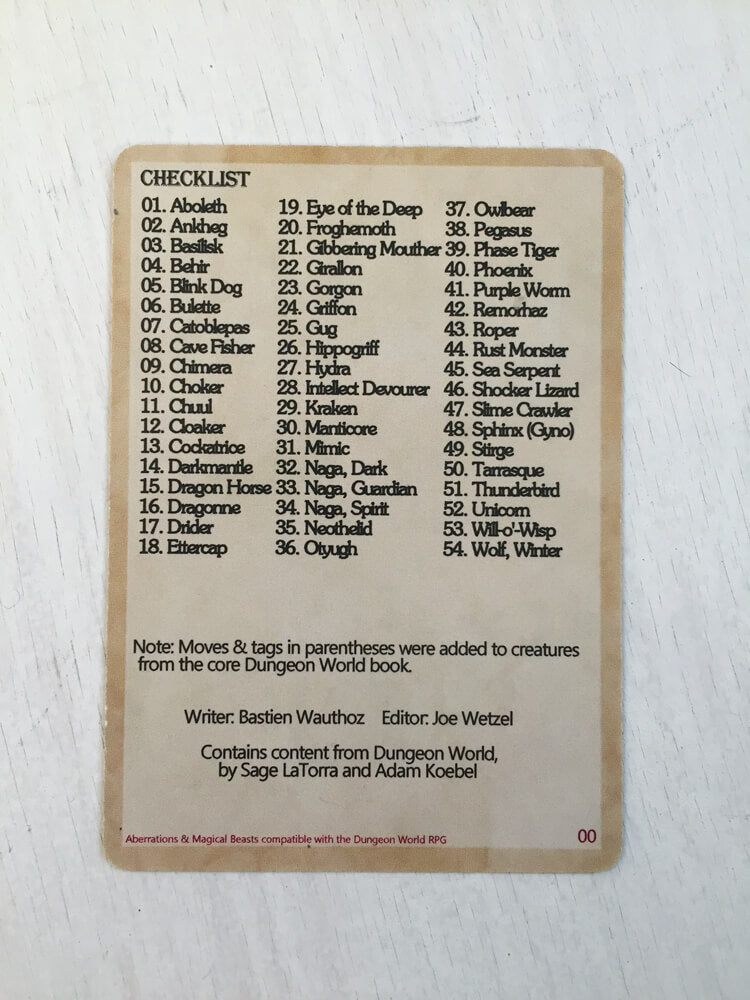 CHECKLIST
01. Aboleth
02. Ankheg
03. Basilisk
04. Behir
05. Blink Dog
06. Bulette
07. Catoblepas
08. Cave Fisher
09. Chimera
10. Choker
11. Chuul
12. Cloaker
13. Cockatrice
14. Darkmantle
15. Dragon Horse
16. Dragonne
17. Drider
18. Ettercap
19. Eye of the Deep
20. Froghemoth
21. Gibbering Mouther
22. Girallon
23. Gorgon
24. Griffon
25. Gug
26. Hippogriff
27. Hydra
28. Intellect Devourer
29. Kraken
30. Manticore
31. Mimic
32. Naga, Dark
33. Naga, Guardian
34. Naga, Spirit
35. Neothelid
36. Otyugh
37. Owlbear
38. Pegasus
39. Phase Tiger
40. Phoenix
41. Purple Worm
42. Remorhaz
43. Roper
44. Rust Monster
45. Sea Serpent
46. Shocker Lizard
47. Slime Crawler
48. Sphinx (Gyno)
49. Stirge
50. Tarrasque
51. Thunderbird
52. Unicorn
53. Will-o'-Wisp
54. Wolf, Winter
Note: Moves & tags in parentheses were added to creatures
from the core Dungeon World book.
Writer: Bastien Wauthoz Editor: Joe Wetzel
Contains content from Dungeon World,
by Sage LaTorra and Adam Koebel
Aberrations & Magical Beasts compatible with the Dungeon World RPG
00